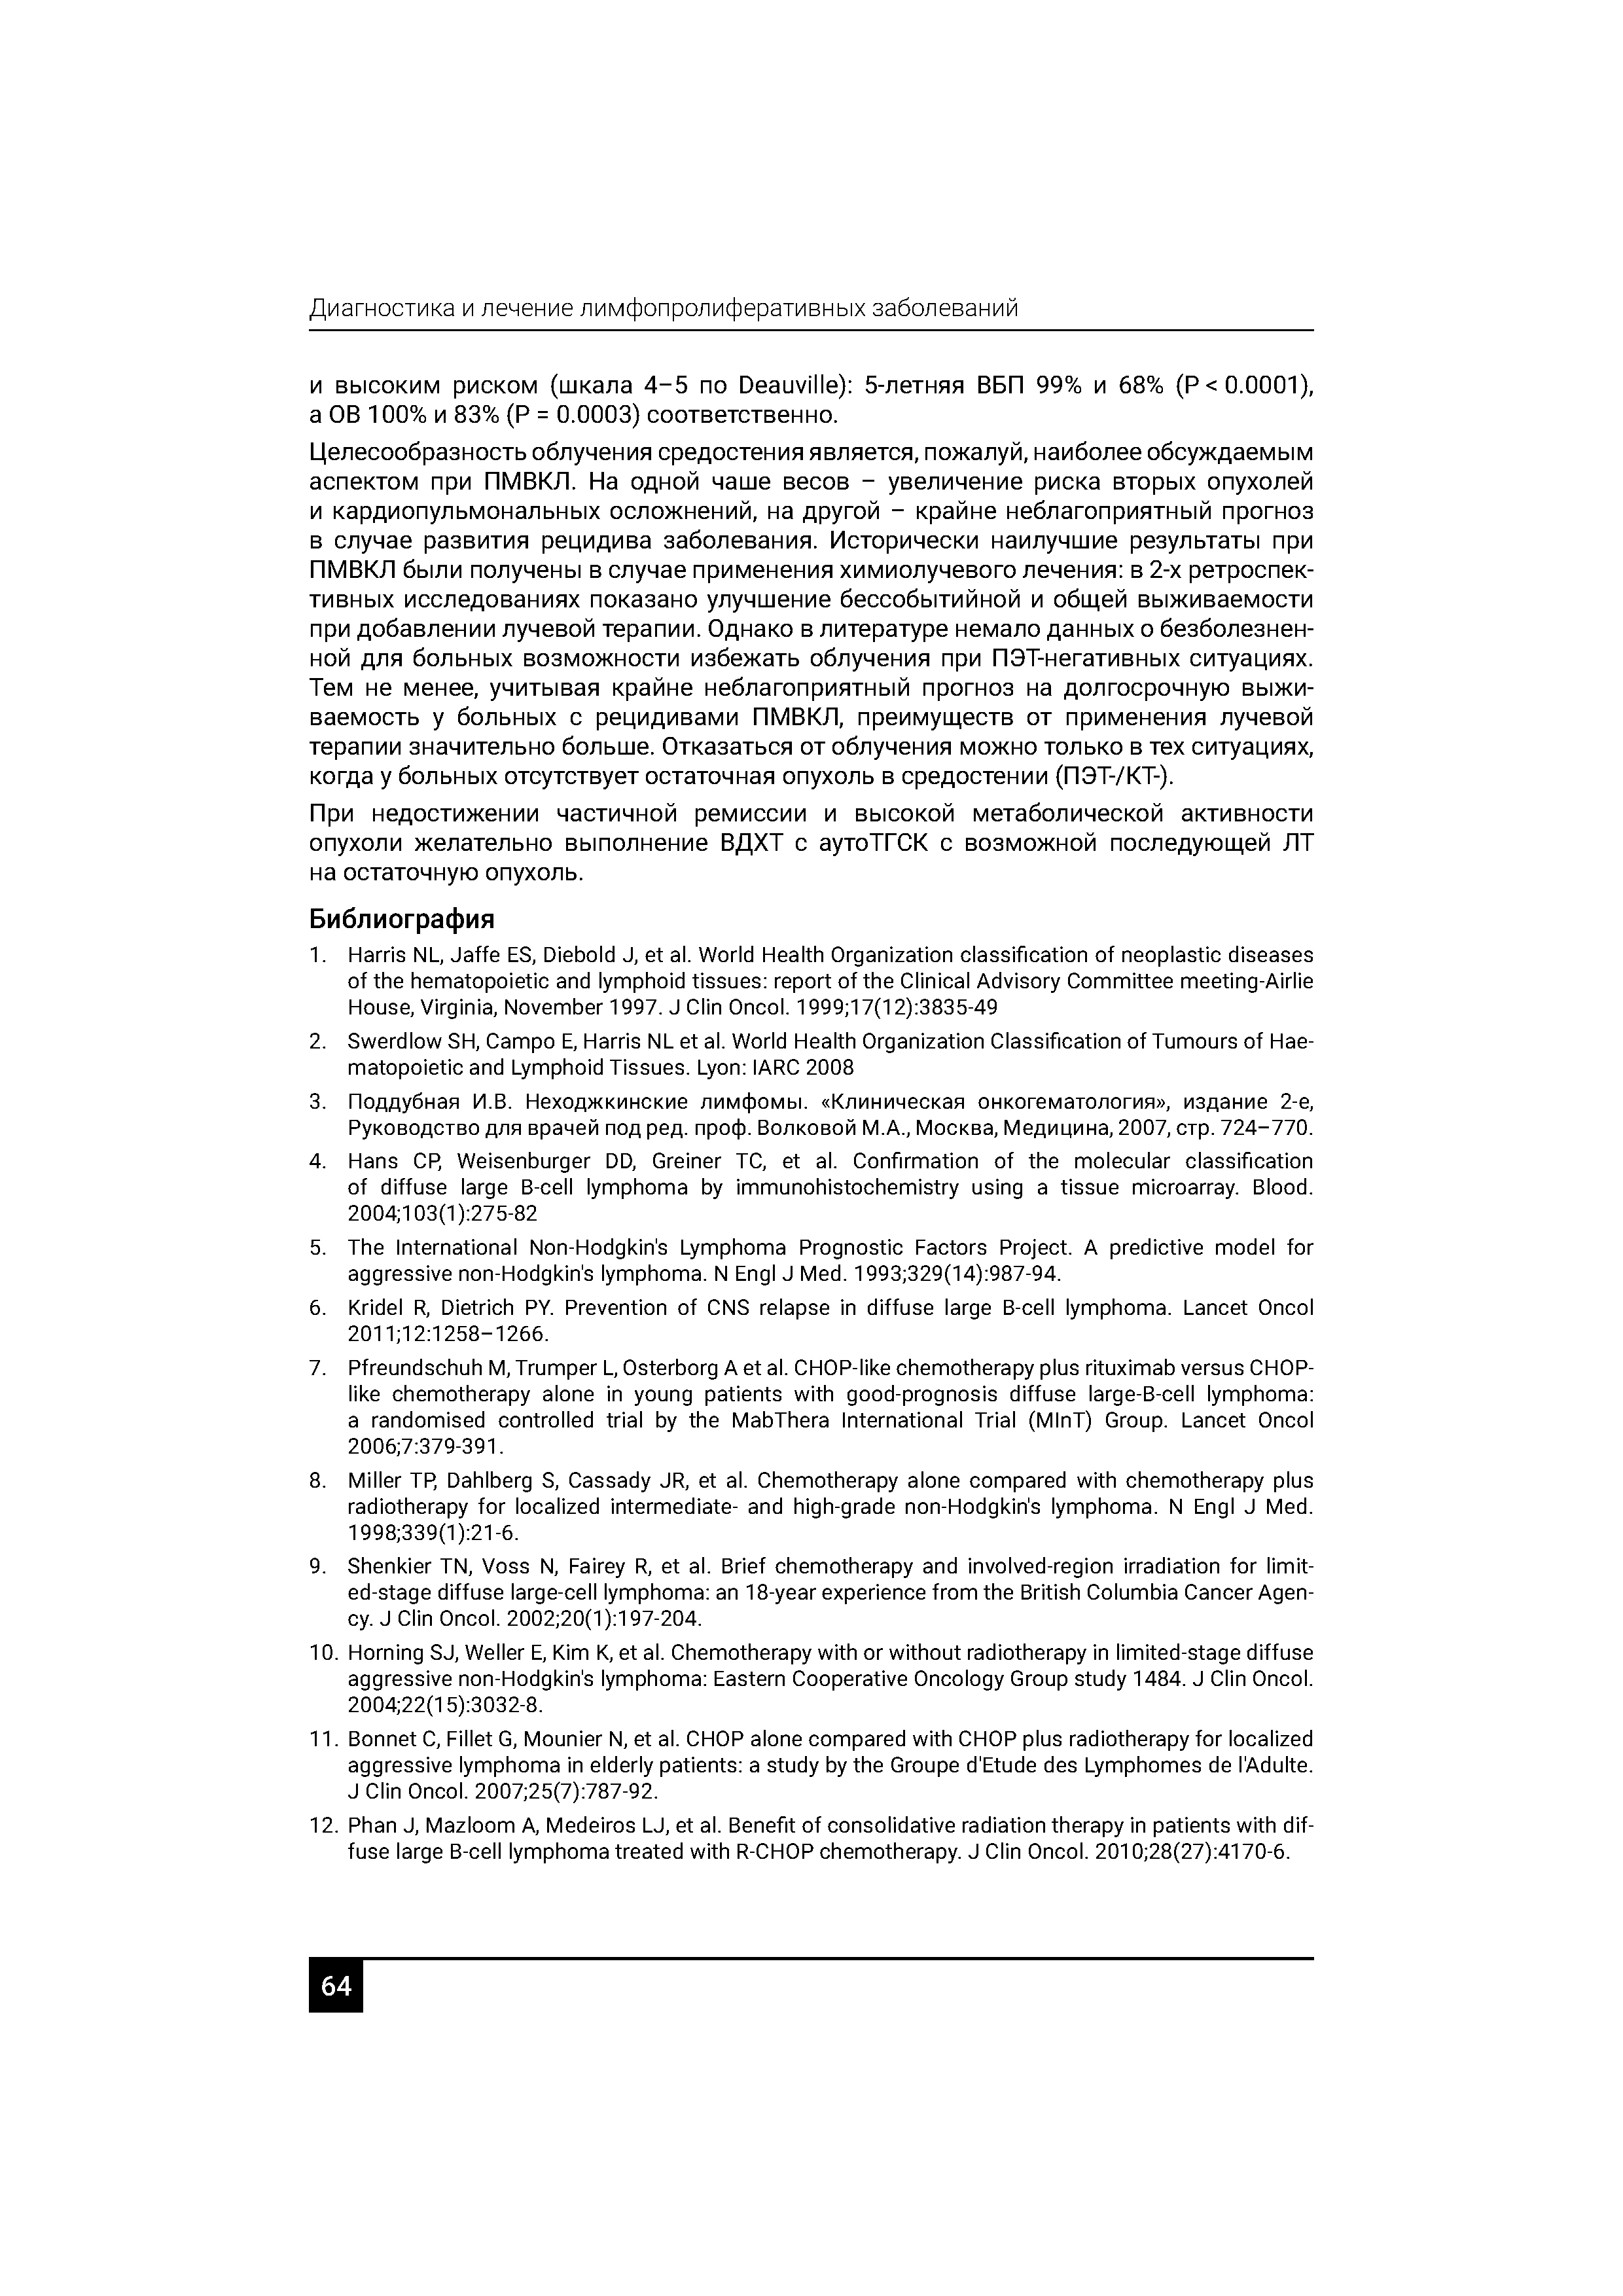 Диагностика и лечение лимфопролиферативных заболеваний
и высоким риском (шкала 4–5 по Deauville): 5-летняя ВБП 99% и 68% (P < 0.0001),
а ОВ 100% и 83% (P = 0.0003) соответственно.
Целесообразность облучения средостения является, пожалуй, наиболее обсуждаемым
аспектом при ПМВКЛ. На одной чаше весов – увеличение риска вторых опухолей
и кардиопульмональных осложнений, на другой – крайне неблагоприятный прогноз
в случае развития рецидива заболевания. Исторически наилучшие результаты при
ПМВКЛ были получены в случае применения химиолучевого лечения: в 2-х ретроспек-
тивных исследованиях показано улучшение бессобытийной и общей выживаемости
при добавлении лучевой терапии. Однако в литературе немало данных о безболезнен-
ной для больных возможности избежать облучения при ПЭТ-негативных ситуациях.
Тем не менее, учитывая крайне неблагоприятный прогноз на долгосрочную выжи-
ваемость у больных с рецидивами ПМВКЛ, преимуществ от применения лучевой
терапии значительно больше. Отказаться от облучения можно только в тех ситуациях,
когда у больных отсутствует остаточная опухоль в средостении (ПЭТ-/КТ-).
При недостижении частичной ремиссии и высокой метаболической активности
опухоли желательно выполнение ВДХТ с аутоТГСК с возможной последующей ЛТ
на остаточную опухоль.
Библиография
1. Harris NL, Jaffe ES, Diebold J, et al. World Health Organization classification of neoplastic diseases
of the hematopoietic and lymphoid tissues: report of the Clinical Advisory Committee meeting-Airlie
House, Virginia, November 1997. J Clin Oncol. 1999;17(12):3835-49
2. Swerdlow SH, Campo E, Harris NL et al. World Health Organization Classification of Tumours of Hae-
matopoietic and Lymphoid Tissues. Lyon: IARC 2008
3. Поддубная И.В. Неходжкинские лимфомы. «Клиническая онкогематология», издание 2-е,
Руководство для врачей под ред. проф. Волковой М.А., Москва, Медицина, 2007, стр. 724–770.
4. Hans CP, Weisenburger DD, Greiner TC, et al. Confirmation of the molecular classification
of diffuse large B-cell lymphoma by immunohistochemistry using a tissue microarray. Blood.
2004;103(1):275-82
5. The International Non-Hodgkin's Lymphoma Prognostic Factors Project. A predictive model for
aggressive non-Hodgkin's lymphoma. N Engl J Med. 1993;329(14):987-94.
6. Kridel R, Dietrich PY. Prevention of CNS relapse in diffuse large B-cell lymphoma. Lancet Oncol
2011;12:1258–1266.
7. Pfreundschuh M, Trumper L, Osterborg A et al. CHOP-like chemotherapy plus rituximab versus CHOP-
like chemotherapy alone in young patients with good-prognosis diffuse large-B-cell lymphoma:
a randomised controlled trial by the MabThera International Trial (MInT) Group. Lancet Oncol
2006;7:379-391.
8. Miller TP, Dahlberg S, Cassady JR, et al. Chemotherapy alone compared with chemotherapy plus
radiotherapy for localized intermediate- and high-grade non-Hodgkin's lymphoma. N Engl J Med.
1998;339(1):21-6.
9. Shenkier TN, Voss N, Fairey R, et al. Brief chemotherapy and involved-region irradiation for limit-
ed-stage diffuse large-cell lymphoma: an 18-year experience from the British Columbia Cancer Agen-
cy. J Clin Oncol. 2002;20(1):197-204.
10. Horning SJ, Weller E, Kim K, et al. Chemotherapy with or without radiotherapy in limited-stage diffuse
aggressive non-Hodgkin's lymphoma: Eastern Cooperative Oncology Group study 1484. J Clin Oncol.
2004;22(15):3032-8.
11. Bonnet C, Fillet G, Mounier N, et al. CHOP alone compared with CHOP plus radiotherapy for localized
aggressive lymphoma in elderly patients: a study by the Groupe d'Etude des Lymphomes de l'Adulte.
J Clin Oncol. 2007;25(7):787-92.
12. Phan J, Mazloom A, Medeiros LJ, et al. Benefit of consolidative radiation therapy in patients with dif-
fuse large B-cell lymphoma treated with R-CHOP chemotherapy. J Clin Oncol. 2010;28(27):4170-6.
64